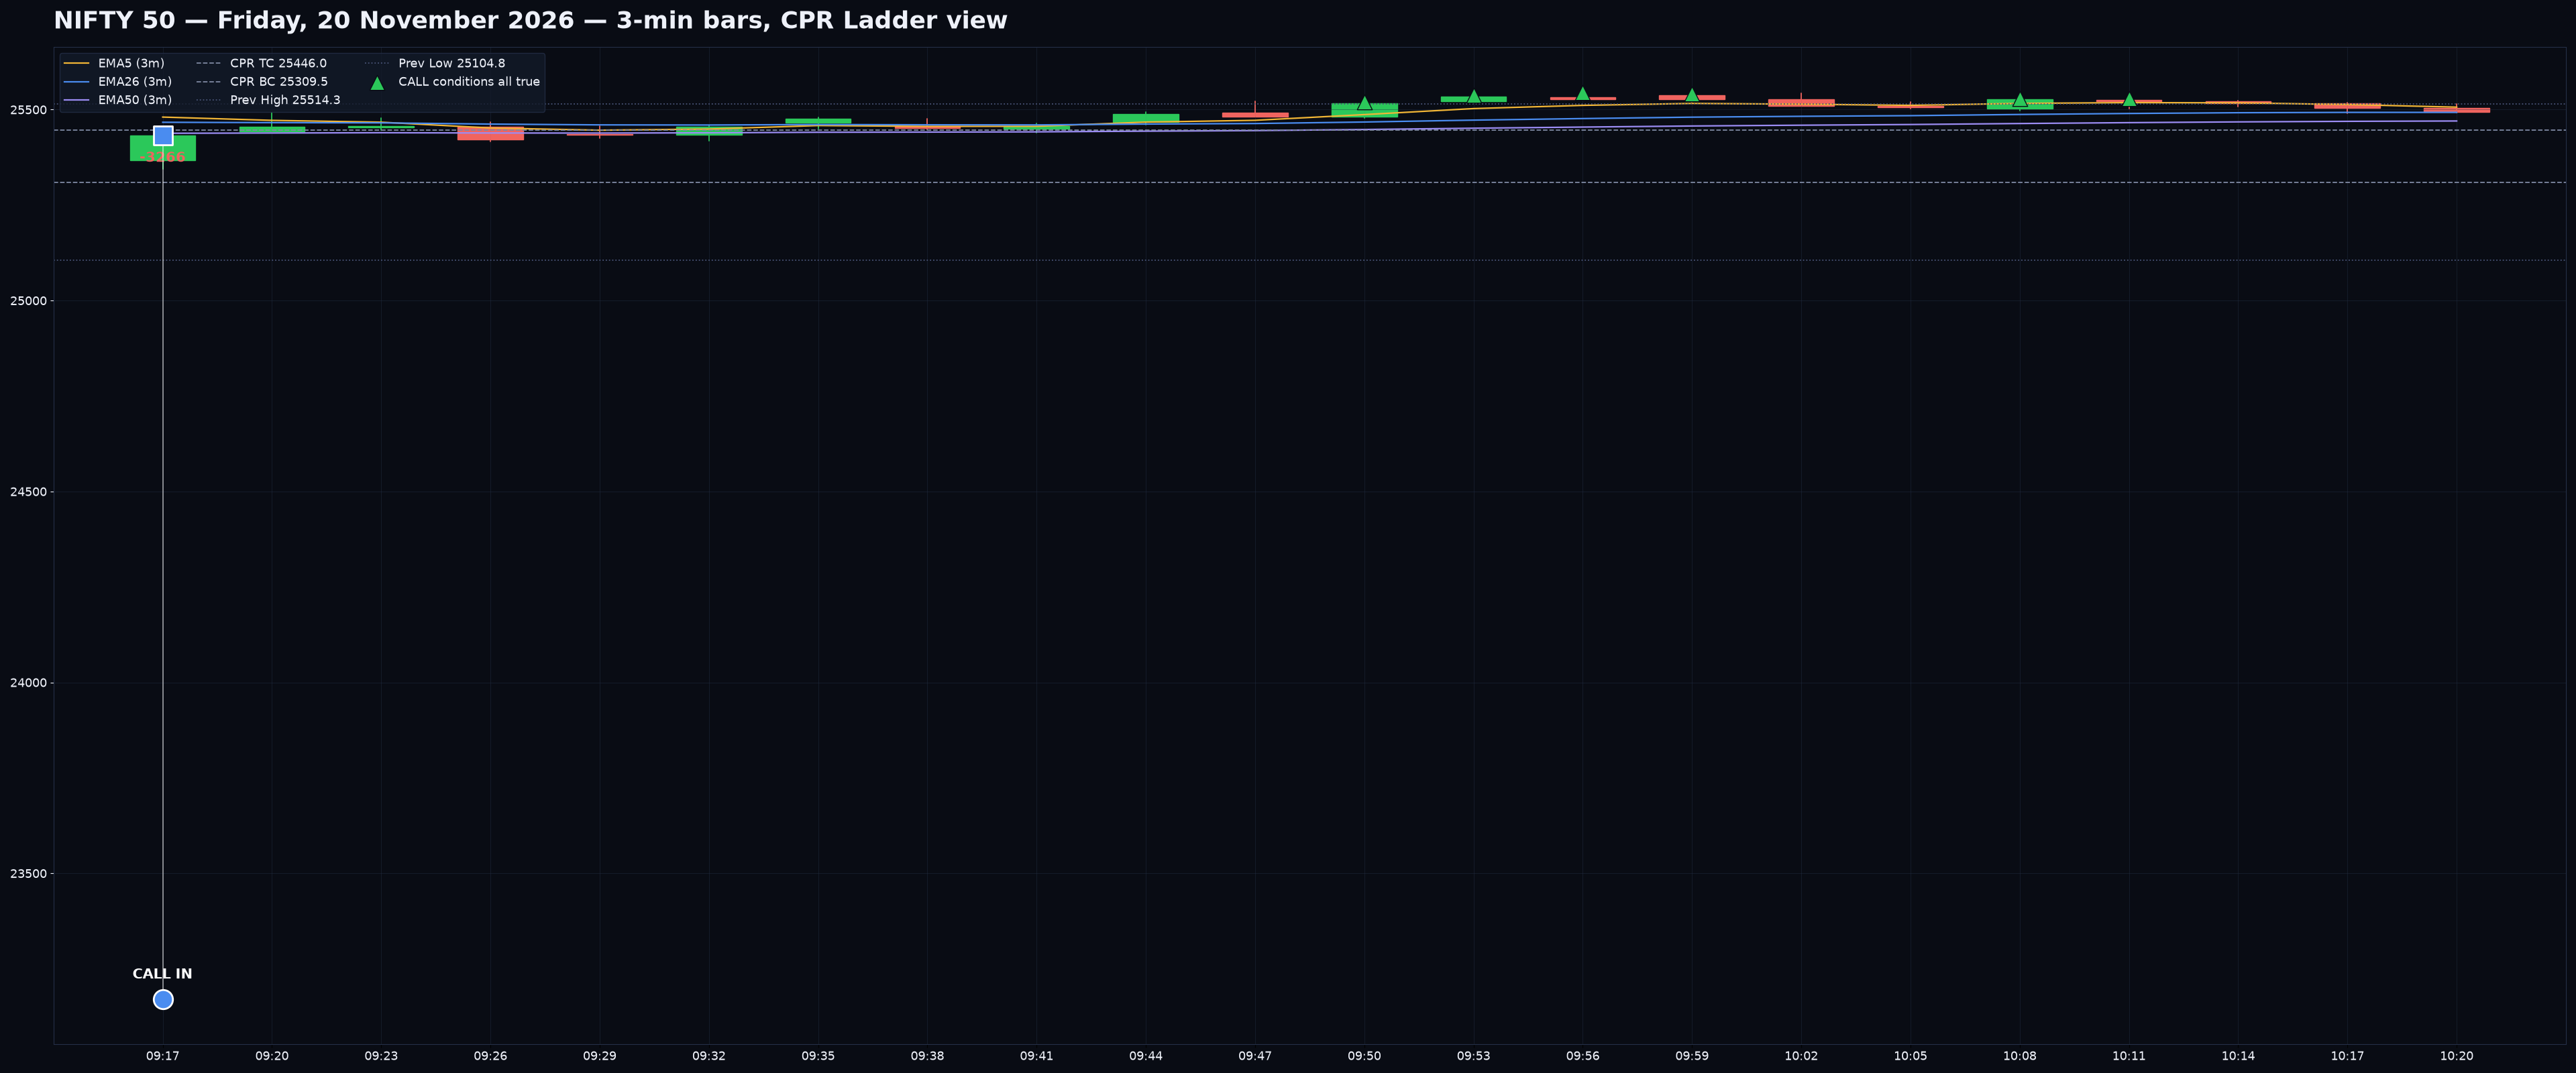 NIFTY 50 — Friday, 20 November 2026 — 3-min bars, CPR Ladder view
EMA5 (3m)
EMA26 (3m)
EMA50 (3m)
CPR TC 25446.0
CPR BC 25309.5
Prev High 25514.3
Prev Low 25104.8
CALL conditions all true
25500
25000
24500
24000
23500
CALL IN
09:17 09:20 09:23 09:26 09:29 09:32 09:35 09:38 09:41 09:44 09:47 09:50 09:53 09:56 09:59 10:02 10:05 10:08 10:11 10:14 10:17 10:20